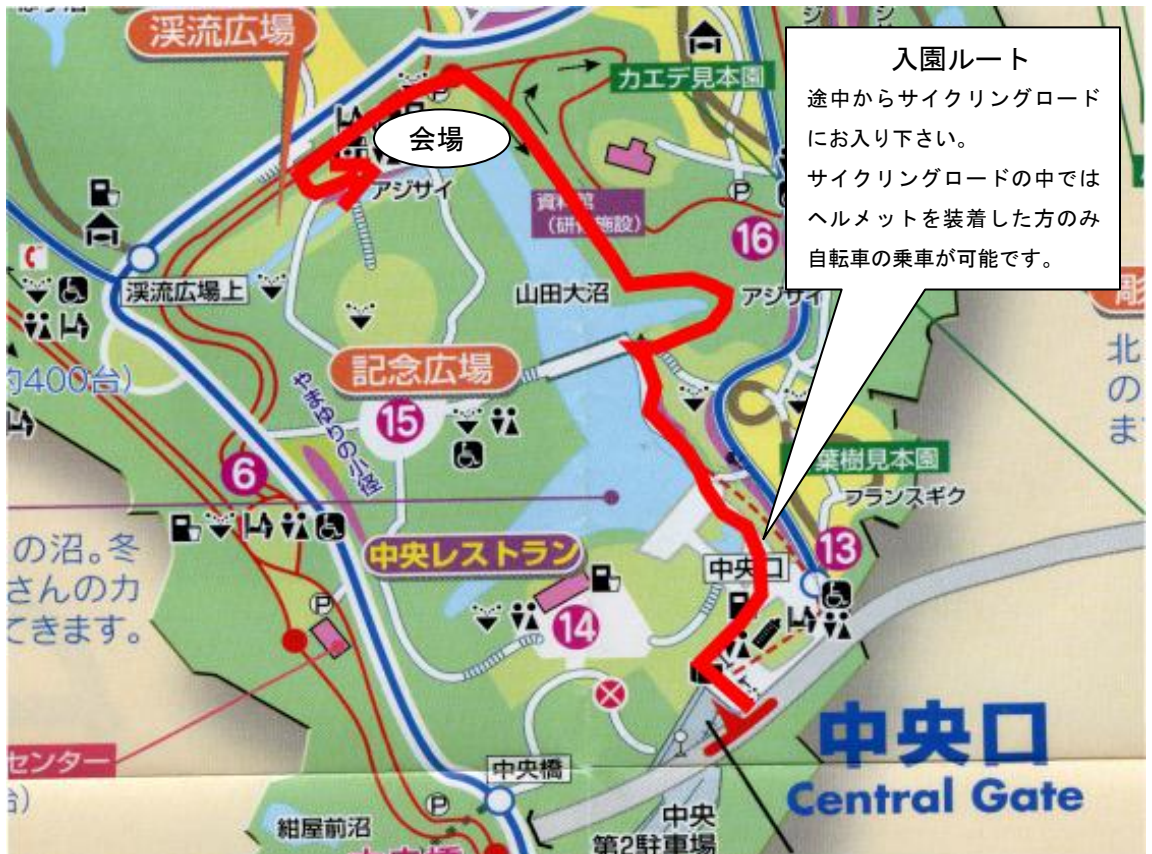 渓流広場
カエデ見本園
会場
アジサイ
資料館
(研修施設)
16
入園ルート
途中からサイクリングロード
にお入り下さい。
サイクリングロードの中では
ヘルメットを装着した方のみ
自転車の乗車が可能です。
渓流広場上
山田大沼
アジサイ
記念広場
約400台)
15
やまゆりの小径
6
北
の
ま
葉樹見本園
フランスギク
の沼。冬
さんのカ
てきます。
中央レストラン
中央口
13
14
P
中央口
Central Gate
センター
台)
中央橋
P
紺屋前沼
中央
第2駐車場